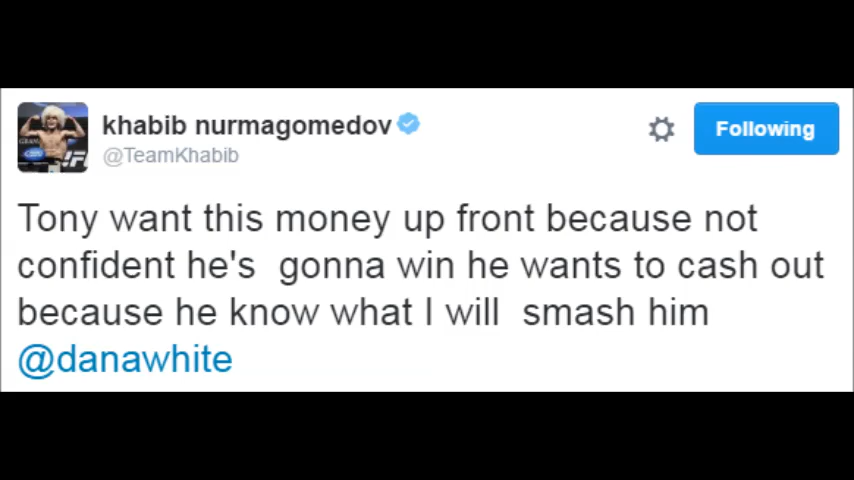 khabib nurmagomedov
@TeamKhabib
Following
Tony want this money up front because not
confident he's  gonna win he wants to cash out
because he know what I will  smash him
@danawhite